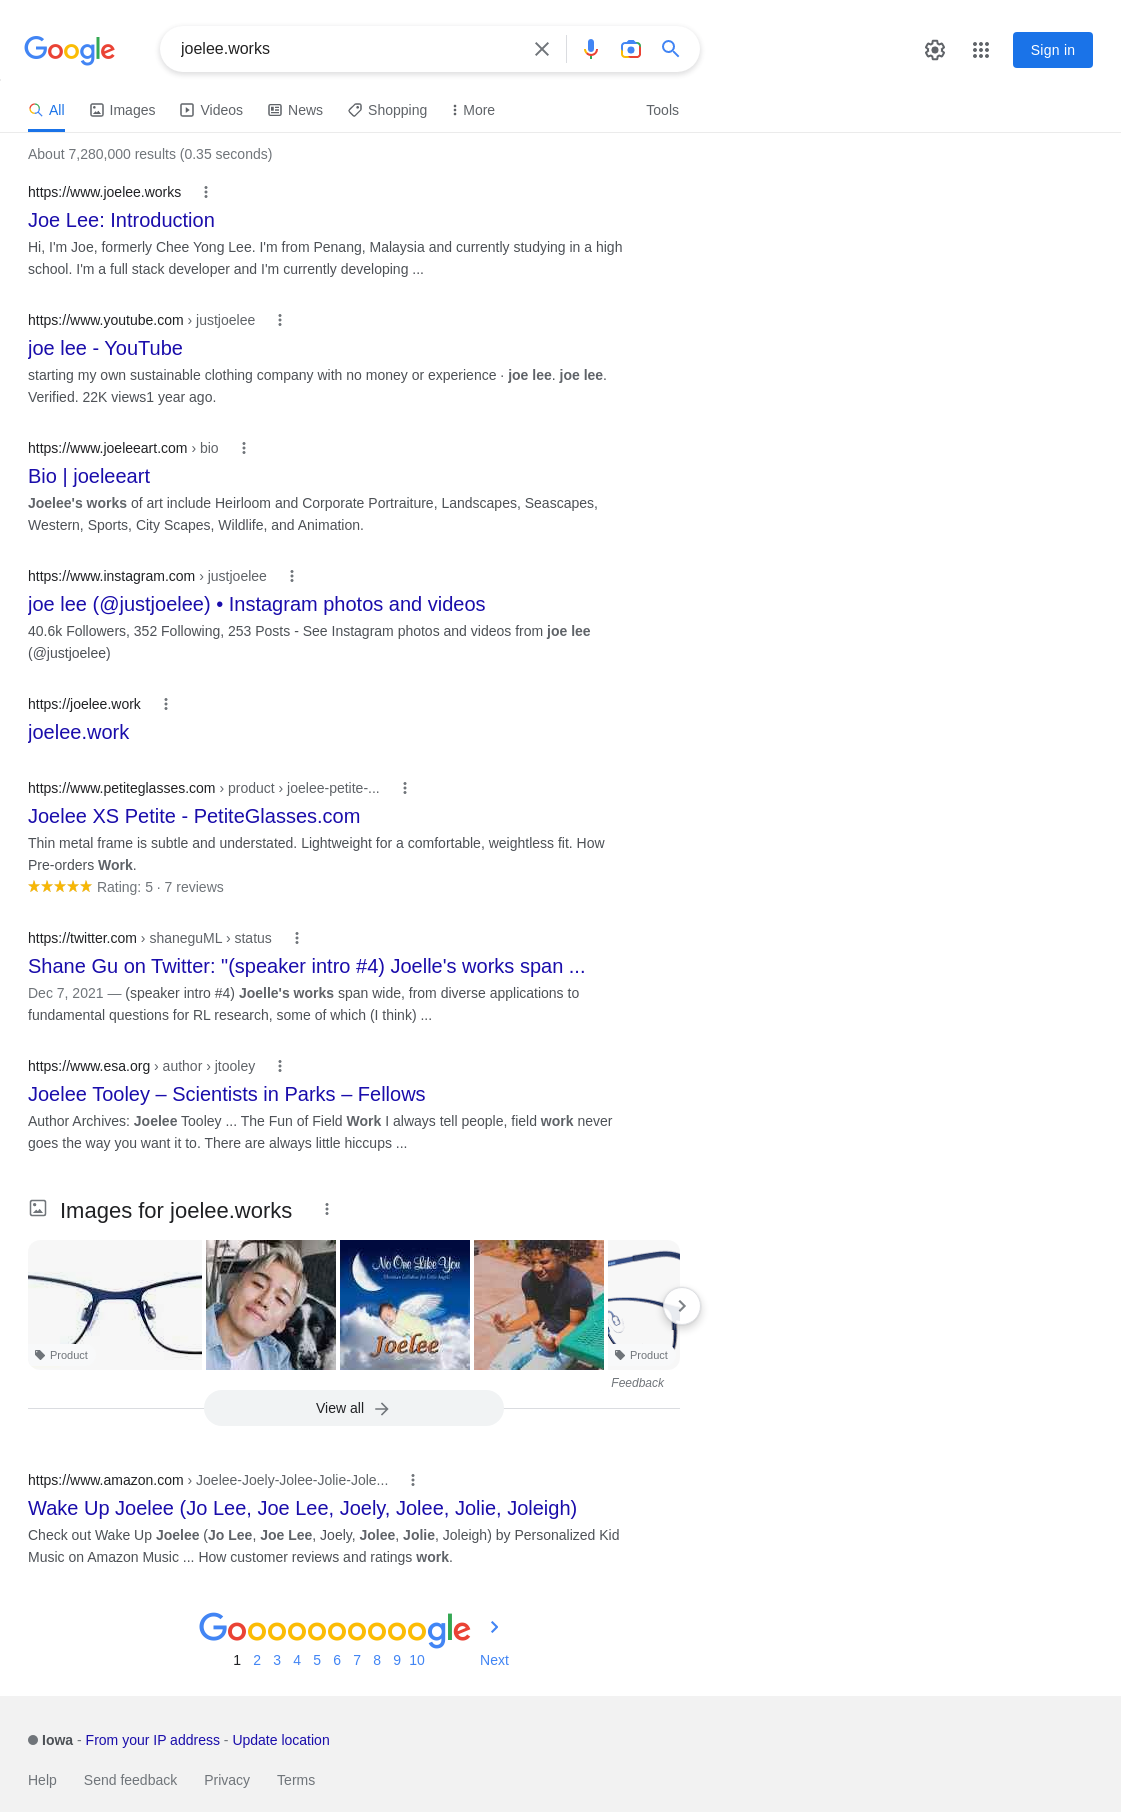 Google
joelee.works
Sign in
All Images Videos News Shopping More Tools
About 7,280,000 results (0.35 seconds)
https://www.joelee.works
Joe Lee: Introduction
Hi, I'm Joe, formerly Chee Yong Lee. I'm from Penang, Malaysia and currently studying in a high
school. I'm a full stack developer and I'm currently developing ...
https://www.youtube.com › justjoelee
joe lee - YouTube
starting my own sustainable clothing company with no money or experience · joe lee. joe lee.
Verified. 22K views1 year ago.
https://www.joeleeart.com › bio
Bio | joeleeart
Joelee's works of art include Heirloom and Corporate Portraiture, Landscapes, Seascapes,
Western, Sports, City Scapes, Wildlife, and Animation.
https://www.instagram.com › justjoelee
joe lee (@justjoelee) • Instagram photos and videos
40.6k Followers, 352 Following, 253 Posts - See Instagram photos and videos from joe lee
(@justjoelee)
https://joelee.work
joelee.work
https://www.petiteglasses.com › product › joelee-petite-...
Joelee XS Petite - PetiteGlasses.com
Thin metal frame is subtle and understated. Lightweight for a comfortable, weightless fit. How
Pre-orders Work.
Rating: 5 · 7 reviews
https://twitter.com › shaneguML › status
Shane Gu on Twitter: "(speaker intro #4) Joelle's works span ...
Dec 7, 2021 — (speaker intro #4) Joelle's works span wide, from diverse applications to
fundamental questions for RL research, some of which (I think) ...
https://www.esa.org › author › jtooley
Joelee Tooley – Scientists in Parks – Fellows
Author Archives: Joelee Tooley ... The Fun of Field Work I always tell people, field work never
goes the way you want it to. There are always little hiccups ...
Images for joelee.works
No One Like You
Christian Lullabies for Little Angels
Joelee
Product
Product
Feedback
View all
https://www.amazon.com › Joelee-Joely-Jolee-Jolie-Jole...
Wake Up Joelee (Jo Lee, Joe Lee, Joely, Jolee, Jolie, Joleigh)
Check out Wake Up Joelee (Jo Lee, Joe Lee, Joely, Jolee, Jolie, Joleigh) by Personalized Kid
Music on Amazon Music ... How customer reviews and ratings work.
Goooooooooogle
1 2 3 4 5 6 7 8 9 10 Next
Iowa - From your IP address - Update location
Help Send feedback Privacy Terms